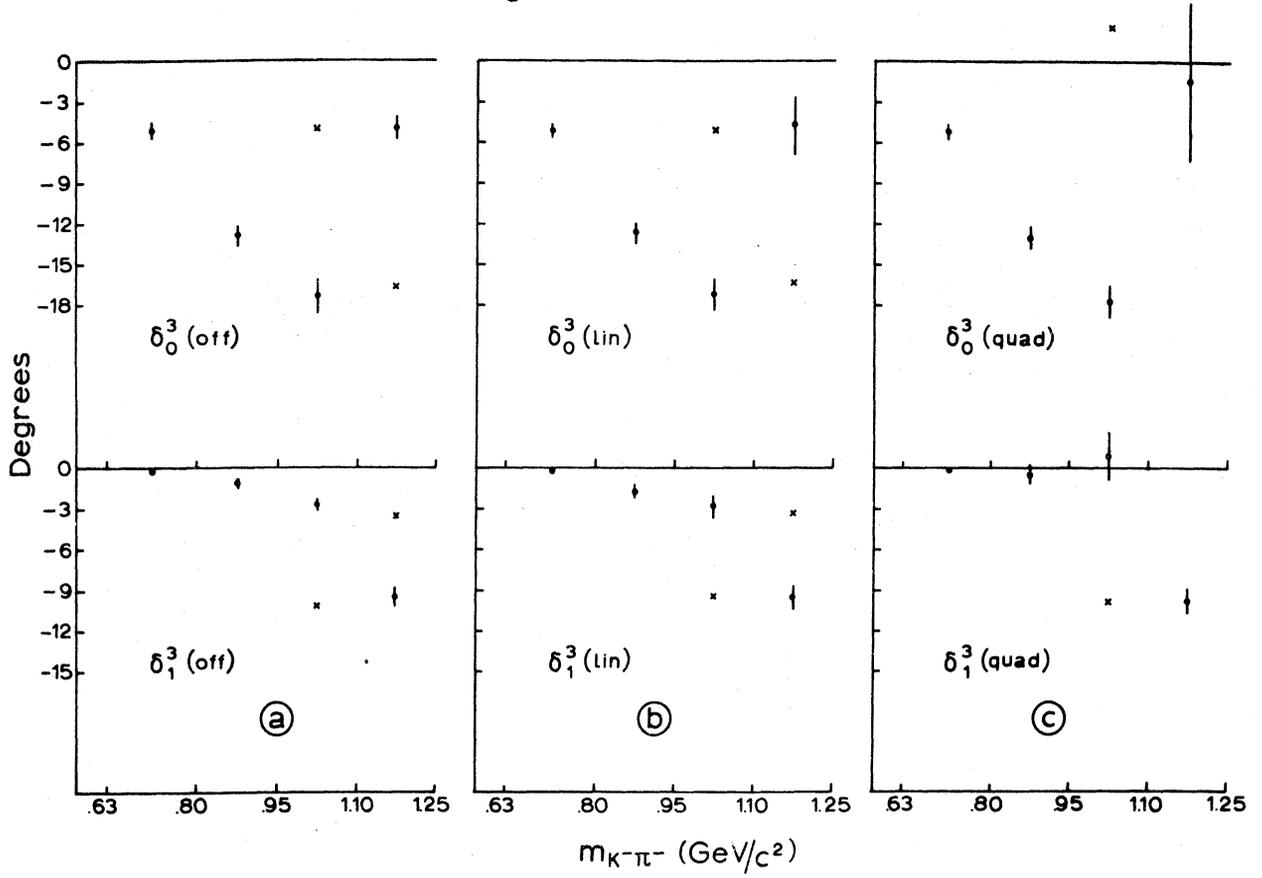 0
-3
-6
-9
-12
-15
-18
δ₀³ (off)
δ₀³ (lin)
δ₀³ (quad)
Degrees
0
-3
-6
-9
-12
-15
δ₁³ (off)
δ₁³ (lin)
δ₁³ (quad)
a
b
c
.63 .80 .95 1.10 1.25
.63 .80 .95 1.10 1.25
.63 .80 .95 1.10 1.25
mK⁻π⁻ (GeV/c²)